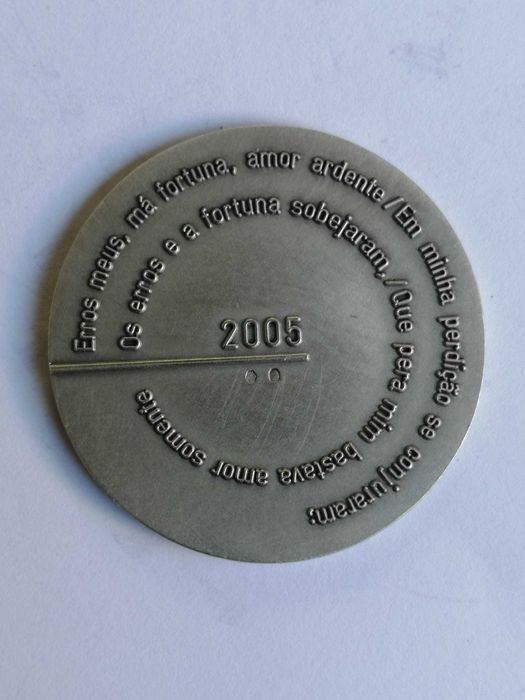 Erros meus, má fortuna, amor ardente/Em minha perdição se conjuraram:
Os erros e a fortuna sobejaram,/Que pera mim bastava amor somente
2005